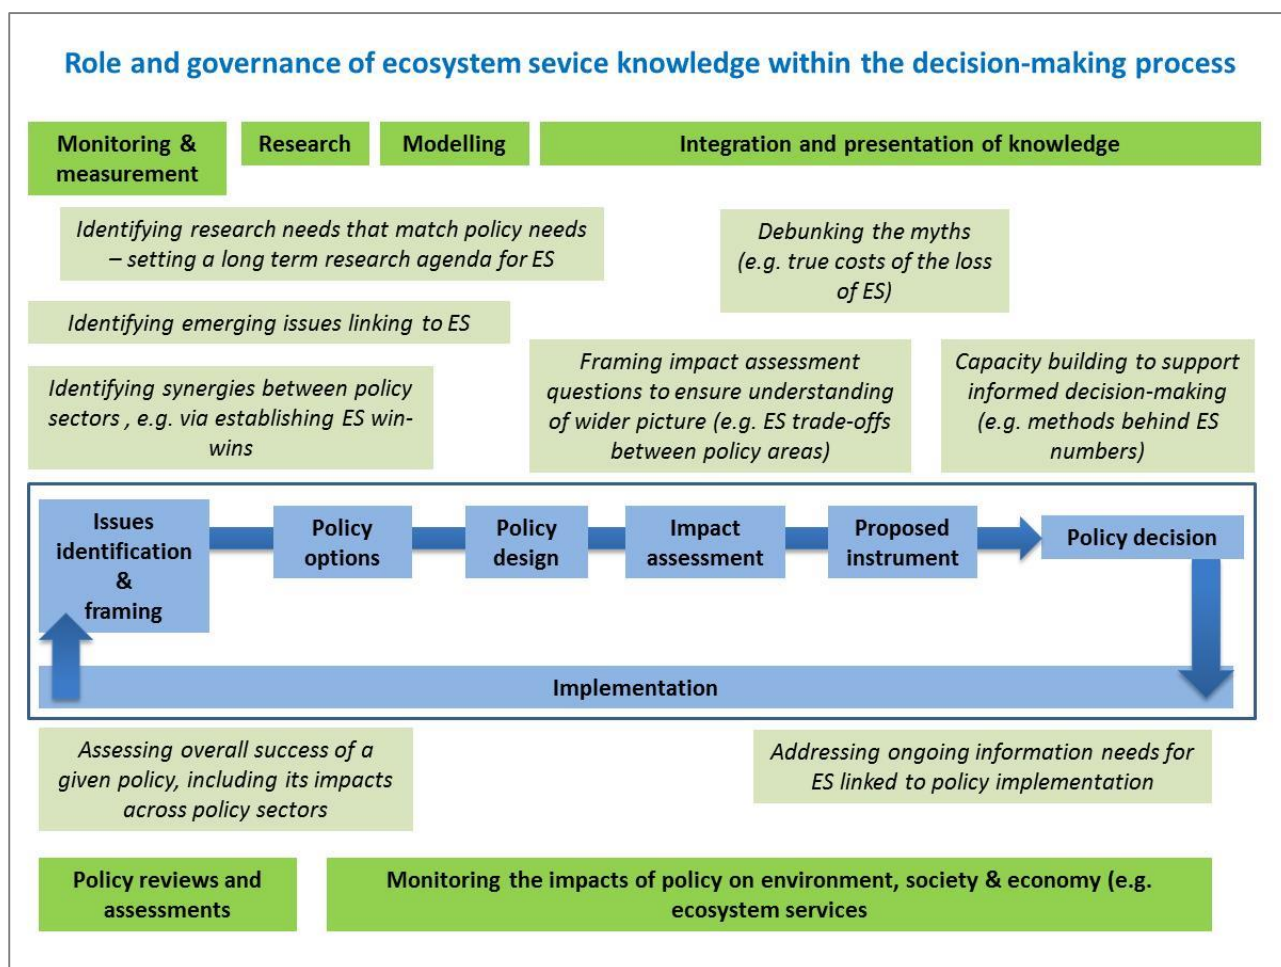 Role and governance of ecosystem sevice knowledge within the decision-making process
Monitoring &
measurement
Research
Modelling
Integration and presentation of knowledge
Identifying research needs that match policy needs
– setting a long term research agenda for ES
Debunking the myths
(e.g. true costs of the loss
of ES)
Identifying emerging issues linking to ES
Identifying synergies between policy
sectors , e.g. via establishing ES win-
wins
Framing impact assessment
questions to ensure understanding
of wider picture (e.g. ES trade-offs
between policy areas)
Capacity building to support
informed decision-making
(e.g. methods behind ES
numbers)
Issues
identification
&
framing
Policy
options
Policy
design
Impact
assessment
Proposed
instrument
Policy decision
Implementation
Assessing overall success of a
given policy, including its impacts
across policy sectors
Addressing ongoing information needs for
ES linked to policy implementation
Policy reviews and
assessments
Monitoring the impacts of policy on environment, society & economy (e.g.
ecosystem services